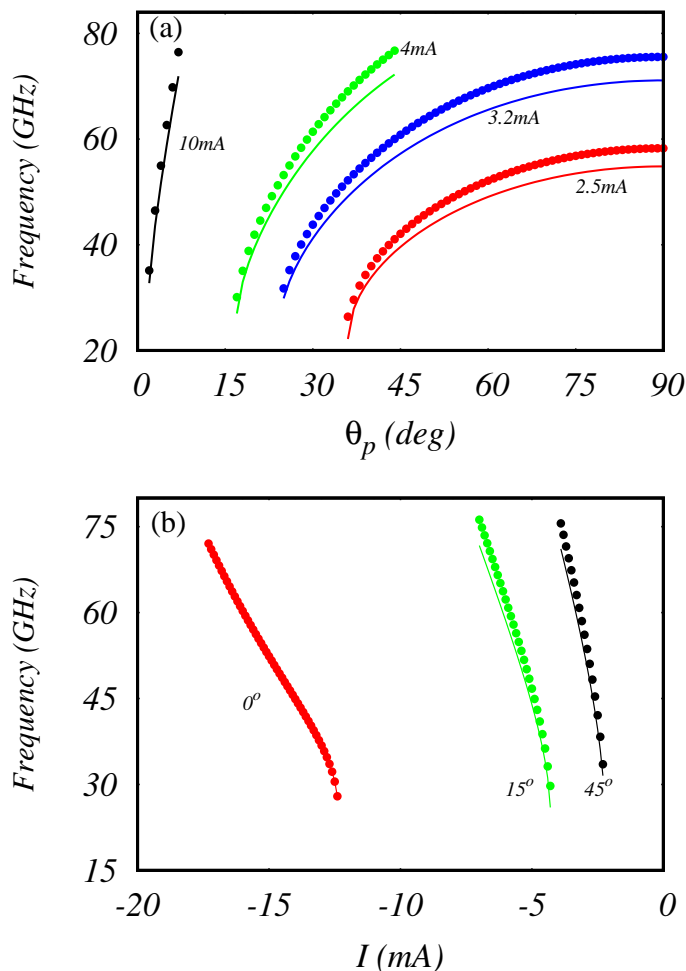 (a)
80
60
40
20
Frequency (GHz)
10mA
4mA
3.2mA
2.5mA
0 15 30 45 60 75 90
θp (deg)
(b)
75
60
45
30
15
Frequency (GHz)
0o
15o
45o
-20 -15 -10 -5 0
I (mA)